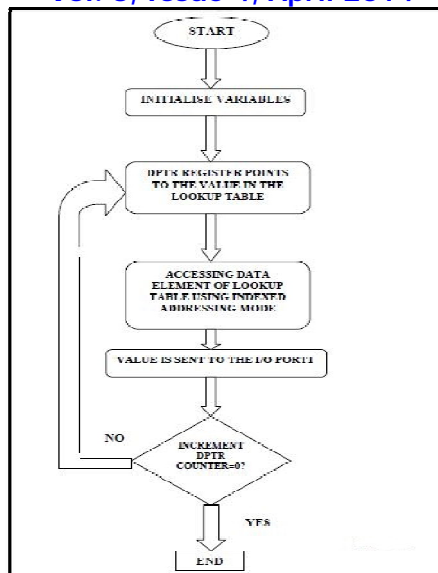 START
INITIALISE VARIABLES
DPTR REGISTER POINTS
TO THE VALUE IN THE
LOOKUP TABLE
ACCESSING DATA
ELEMENT OF LOOKUP
TABLE USING INDEXED
ADDRESSING MODE
VALUE IS SENT TO THE I/O PORT1
NO
INCREMENT
DPTR
COUNTER=0?
YES
END